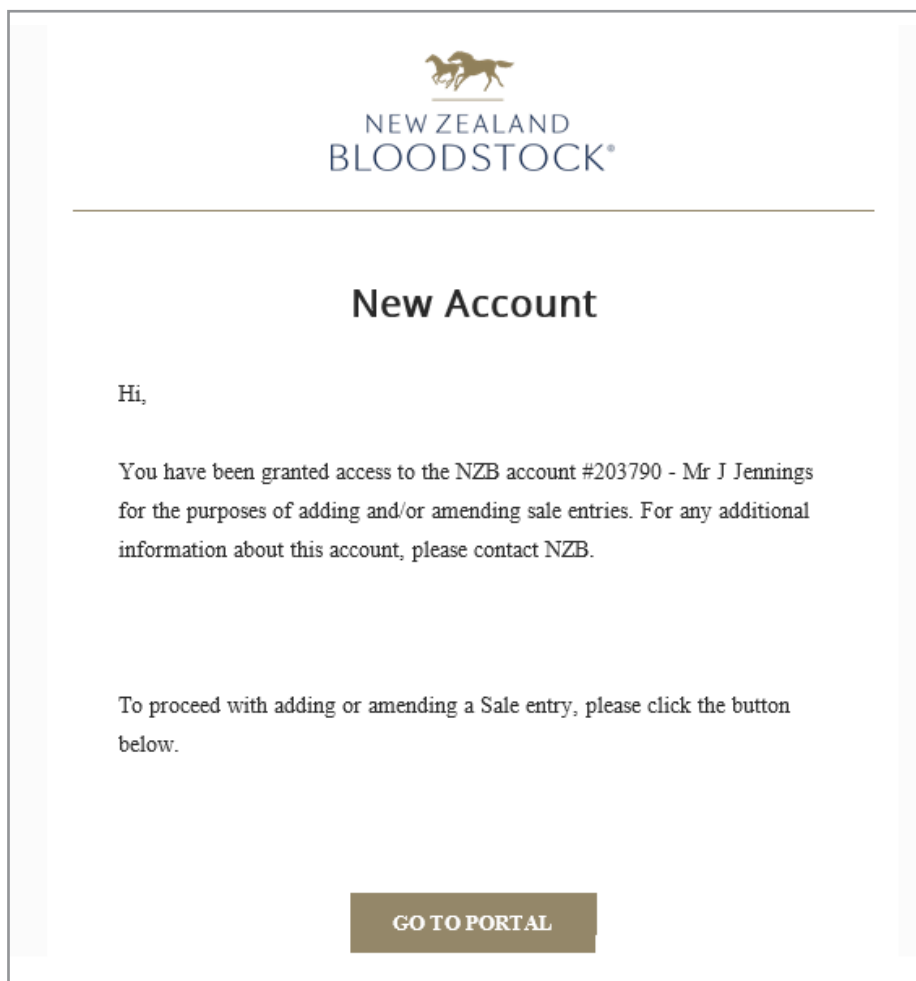 NEW ZEALAND
BLOODSTOCK®
New Account
Hi,
You have been granted access to the NZB account #203790 - Mr J Jennings
for the purposes of adding and/or amending sale entries. For any additional
information about this account, please contact NZB.
To proceed with adding or amending a Sale entry, please click the button
below.
GO TO PORTAL